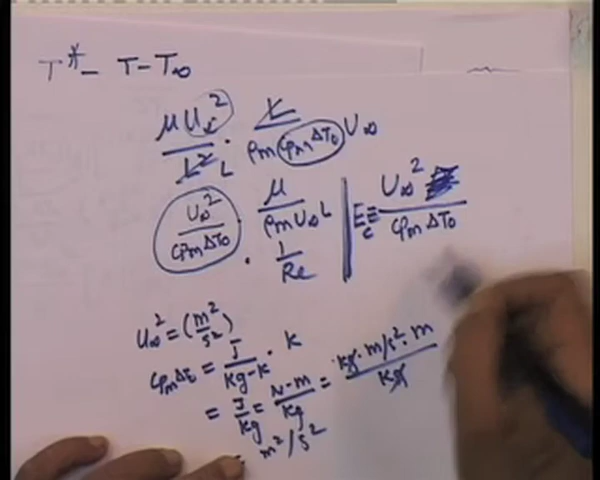 T* = T - T∞
μU∞² / L² L · L / ρm Cpm ΔT₀ U∞
U∞² / Cpm ΔT₀ · μ / ρm U∞ L | Ec ≡ U∞² / Cpm ΔT₀
· 1 / Re
U∞² = (m² / s²)
Cpm Δt = J / kg-K · K
= J / kg = N-m / kg = kg · m/s² · m / kg
= m² / s²